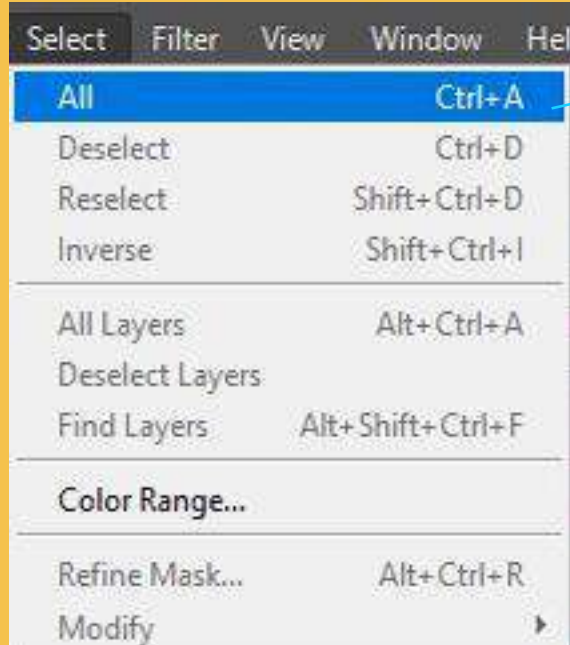 Select Filter View Window Hel
All Ctrl+A
Deselect Ctrl+D
Reselect Shift+Ctrl+D
Inverse Shift+Ctrl+I
All Layers Alt+Ctrl+A
Deselect Layers
Find Layers Alt+Shift+Ctrl+F
Color Range...
Refine Mask... Alt+Ctrl+R
Modify